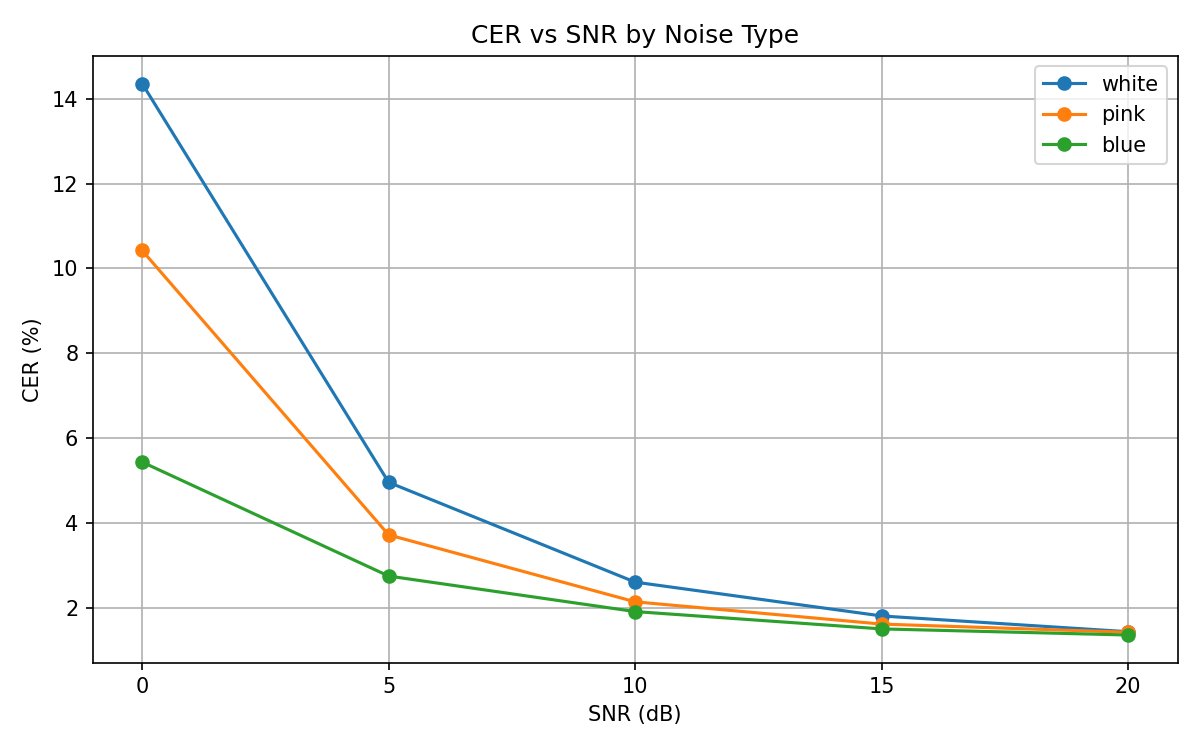 CER vs SNR by Noise Type
white
pink
blue
14
12
10
8
6
4
2
CER (%)
0 5 10 15 20
SNR (dB)